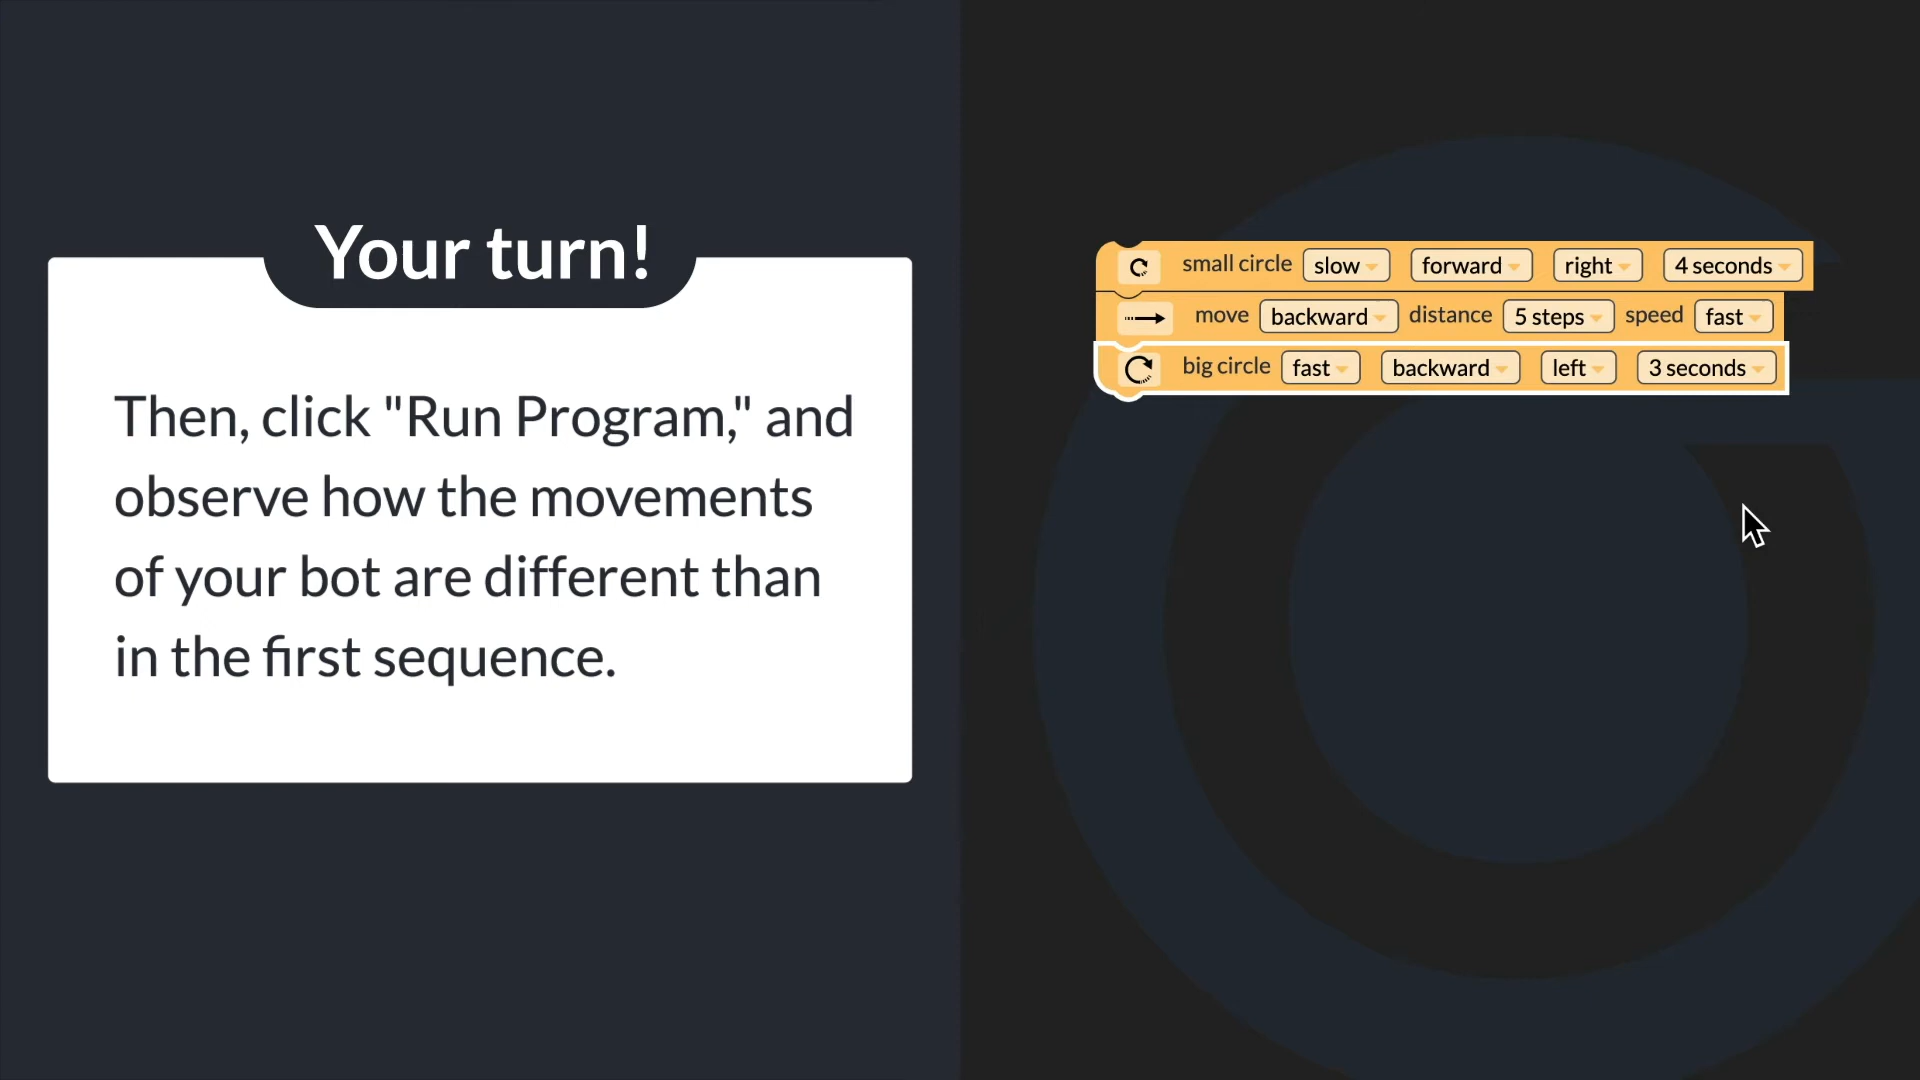 Your turn!
Then, click "Run Program," and
observe how the movements
of your bot are different than
in the first sequence.
small circle slow forward right 4 seconds
move backward distance 5 steps speed fast
big circle fast backward left 3 seconds